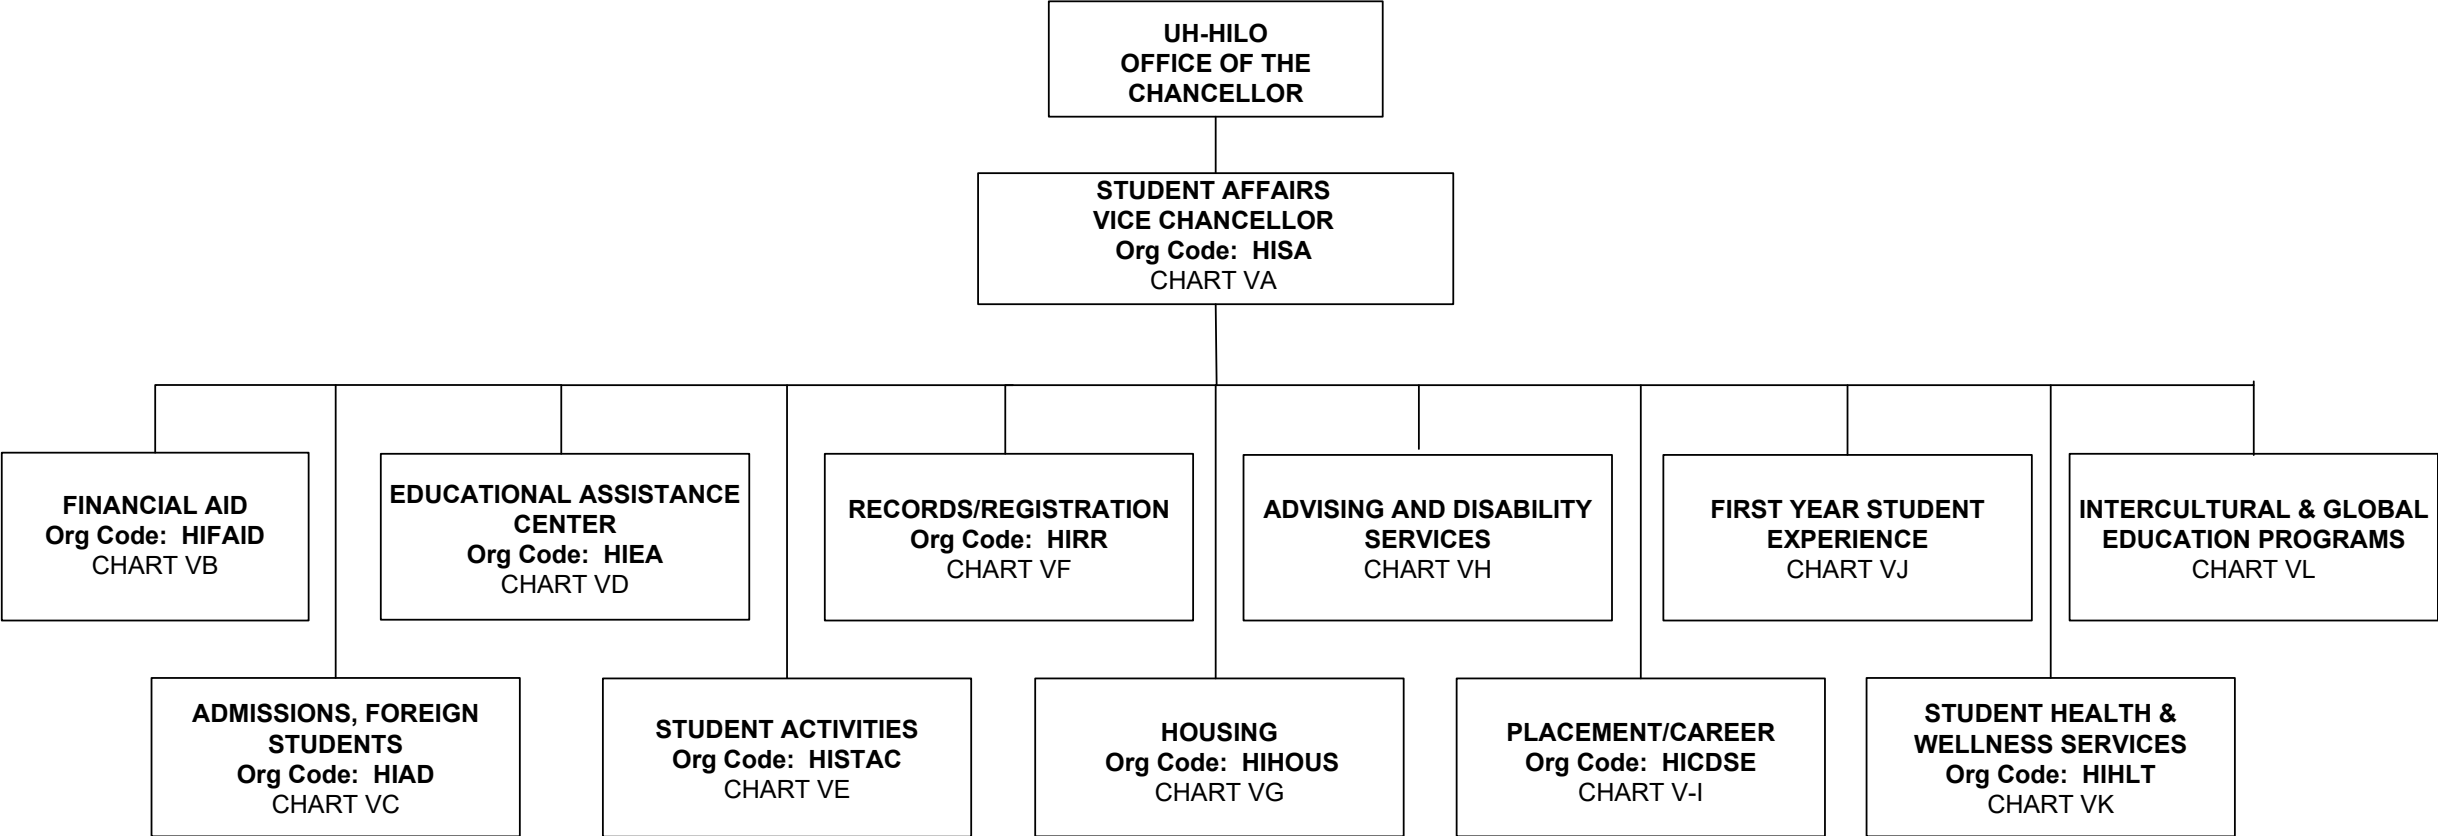 UH-HILO
OFFICE OF THE
CHANCELLOR
STUDENT AFFAIRS
VICE CHANCELLOR
Org Code: HISA
CHART VA
FINANCIAL AID
Org Code: HIFAID
CHART VB
EDUCATIONAL ASSISTANCE
CENTER
Org Code: HIEA
CHART VD
RECORDS/REGISTRATION
Org Code: HIRR
CHART VF
ADVISING AND DISABILITY
SERVICES
CHART VH
FIRST YEAR STUDENT
EXPERIENCE
CHART VJ
INTERCULTURAL & GLOBAL
EDUCATION PROGRAMS
CHART VL
ADMISSIONS, FOREIGN
STUDENTS
Org Code: HIAD
CHART VC
STUDENT ACTIVITIES
Org Code: HISTAC
CHART VE
HOUSING
Org Code: HIHOUS
CHART VG
PLACEMENT/CAREER
Org Code: HICDSE
CHART V-I
STUDENT HEALTH &
WELLNESS SERVICES
Org Code: HIHLT
CHART VK